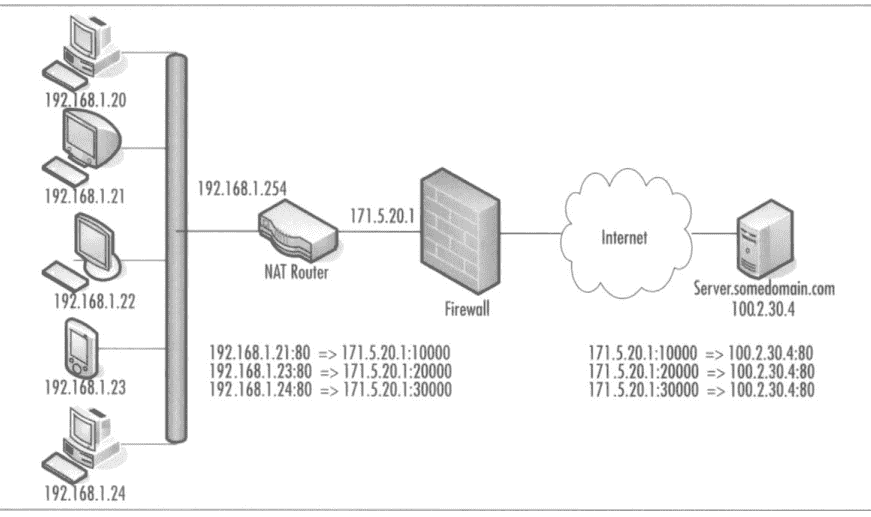 192.168.1.20
192.168.1.21
192.168.1.22
192.168.1.23
192.168.1.24
192.168.1.254
NAT Router
171.5.20.1
Firewall
Internet
Server.somedomain.com
100.2.30.4
192.168.1.21:80 => 171.5.20.1:10000
192.168.1.23:80 => 171.5.20.1:20000
192.168.1.24:80 => 171.5.20.1:30000
171.5.20.1:10000 => 100.2.30.4:80
171.5.20.1:20000 => 100.2.30.4:80
171.5.20.1:30000 => 100.2.30.4:80